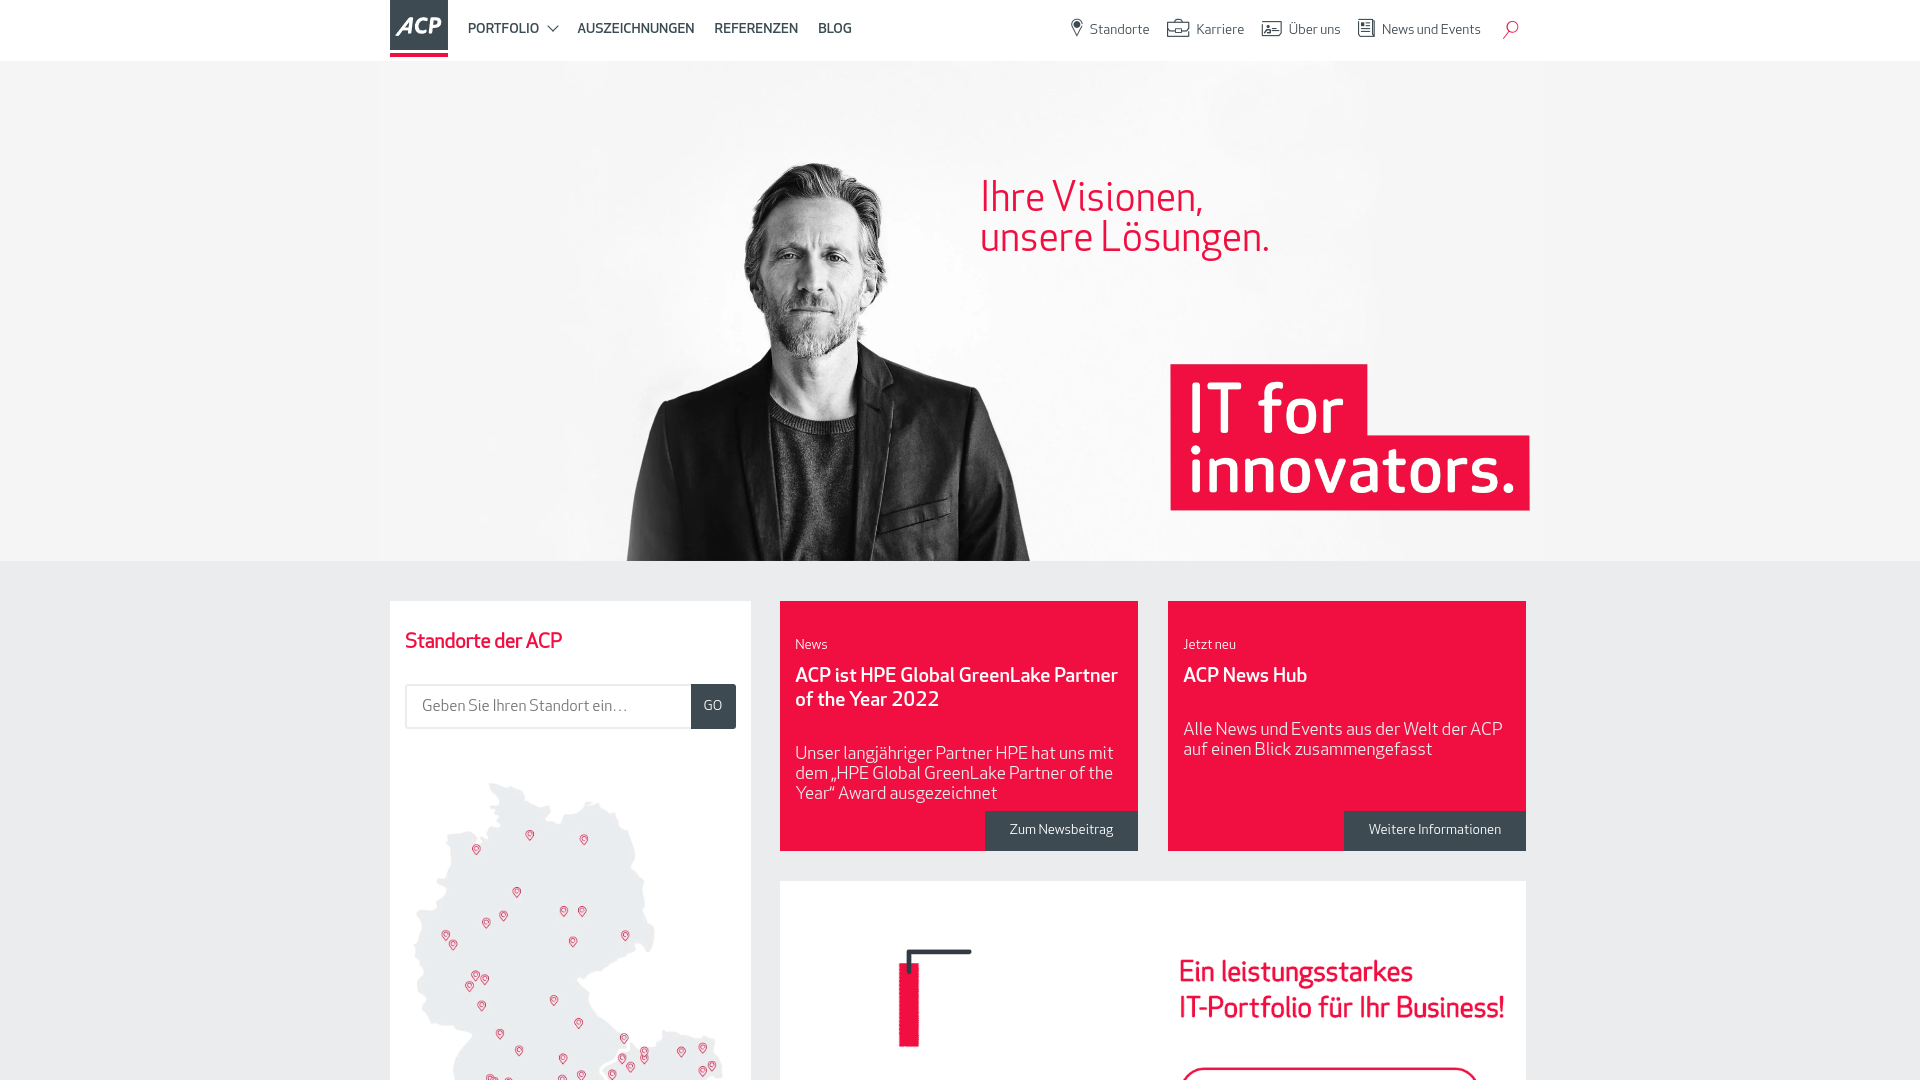 ACP
PORTFOLIO
AUSZEICHNUNGEN
REFERENZEN
BLOG
Standorte
Karriere
Über uns
News und Events
Ihre Visionen,
unsere Lösungen.
IT for
innovators.
Standorte der ACP
Geben Sie Ihren Standort ein…
GO
News
ACP ist HPE Global GreenLake Partner
of the Year 2022
Unser langjähriger Partner HPE hat uns mit
dem „HPE Global GreenLake Partner of the
Year“ Award ausgezeichnet
Zum Newsbeitrag
Jetzt neu
ACP News Hub
Alle News und Events aus der Welt der ACP
auf einen Blick zusammengefasst
Weitere Informationen
Ein leistungsstarkes
IT-Portfolio für Ihr Business!